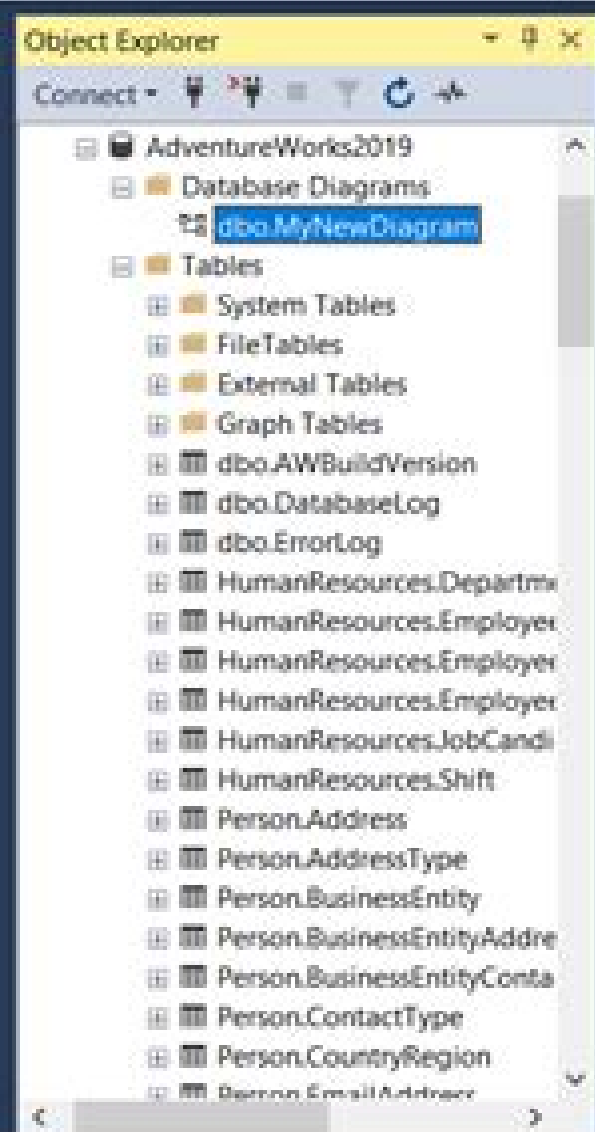 Object Explorer
Connect
AdventureWorks2019
Database Diagrams
dbo.MyNewDiagram
Tables
System Tables
FileTables
External Tables
Graph Tables
dbo.AWBuildVersion
dbo.DatabaseLog
dbo.ErrorLog
HumanResources.Departme
HumanResources.Employee
HumanResources.Employee
HumanResources.Employee
HumanResources.JobCandi
HumanResources.Shift
Person.Address
Person.AddressType
Person.BusinessEntity
Person.BusinessEntityAddre
Person.BusinessEntityConta
Person.ContactType
Person.CountryRegion
Person.EmailAddress